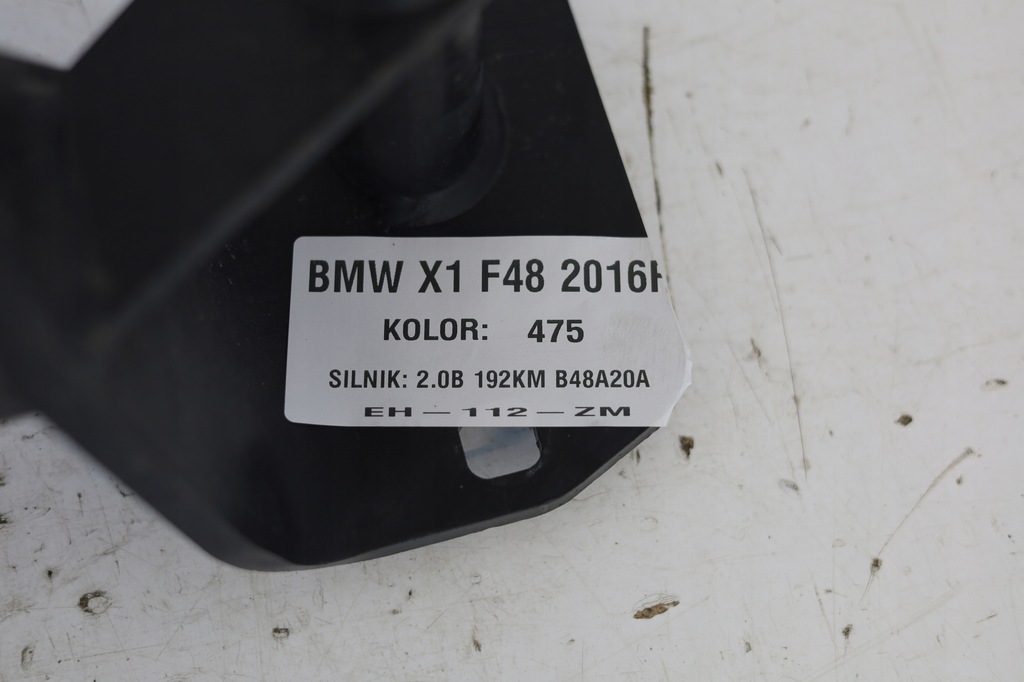 BMW X1 F48 2016
KOLOR: 475
SILNIK: 2.0B 192KM B48A20A
EH-112-ZM